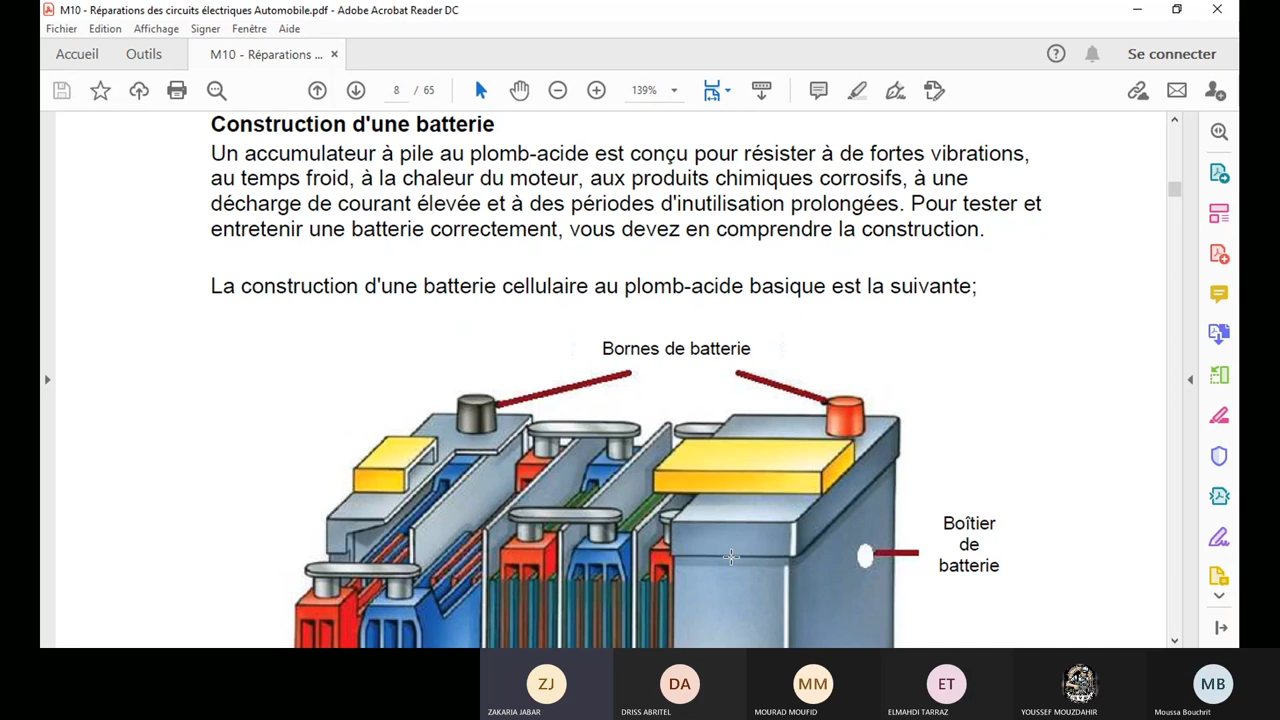 M10 - Réparations des circuits électriques Automobile.pdf - Adobe Acrobat Reader DC
Fichier Edition Affichage Signer Fenêtre Aide
Accueil Outils M10 - Réparations ... × Se connecter
8 / 65 139%
Construction d'une batterie
Un accumulateur à pile au plomb-acide est conçu pour résister à de fortes vibrations,
au temps froid, à la chaleur du moteur, aux produits chimiques corrosifs, à une
décharge de courant élevée et à des périodes d'inutilisation prolongées. Pour tester et
entretenir une batterie correctement, vous devez en comprendre la construction.
La construction d'une batterie cellulaire au plomb-acide basique est la suivante;
Bornes de batterie
Boîtier
de
batterie
ZJ DA MM ET MB
ZAKARIA JABAR DRISS ABRITEL MOURAD MOUFID ELMAHDI TARRAZ YOUSSEF MOUZDAHIR Moussa Bouchrit